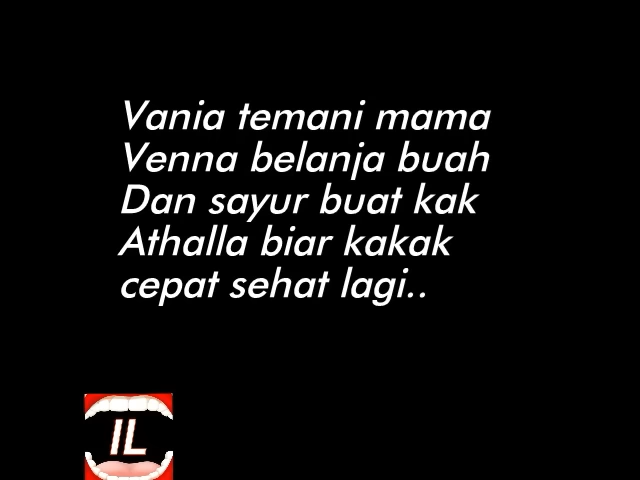 Vania temani mama
Venna belanja buah
Dan sayur buat kak
Athalla biar kakak
cepat sehat lagi..
IL